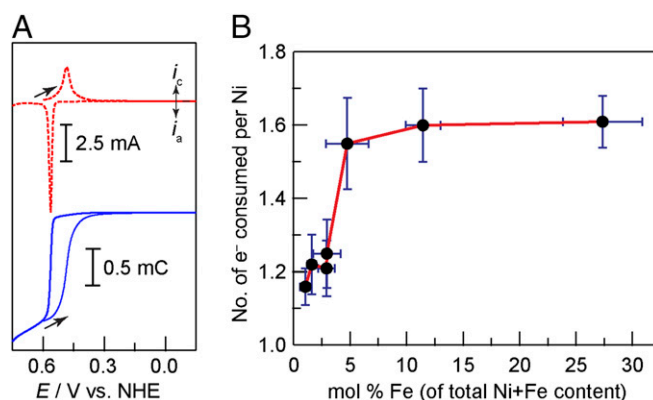 A
i_c
i_a
2.5 mA
0.5 mC
0.6 0.3 0.0
E / V vs. NHE
B
No. of e⁻ consumed per Ni
1.8
1.6
1.4
1.2
1.0
0 5 10 15 20 25 30
mol % Fe (of total Ni+Fe content)